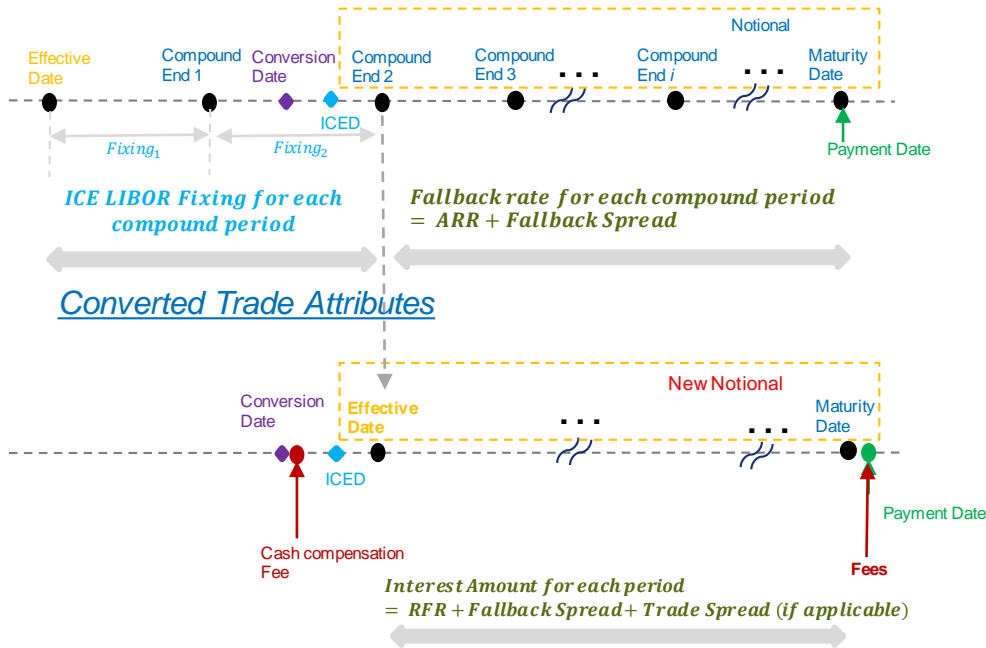 Notional
Effective
Date
Compound
End 1
Conversion
Date
Compound
End 2
Compound
End 3
. . .
Compound
End i
. . .
Maturity
Date
ICED
Fixing₁
Fixing₂
Payment Date
ICE LIBOR Fixing for each
compound period
Fallback rate for each compound period
= ARR + Fallback Spread
Converted Trade Attributes
New Notional
Conversion
Date
Effective
Date
. . .
. . .
Maturity
Date
ICED
Payment Date
Cash compensation
Fee
Fees
Interest Amount for each period
= RFR + Fallback Spread + Trade Spread (if applicable)